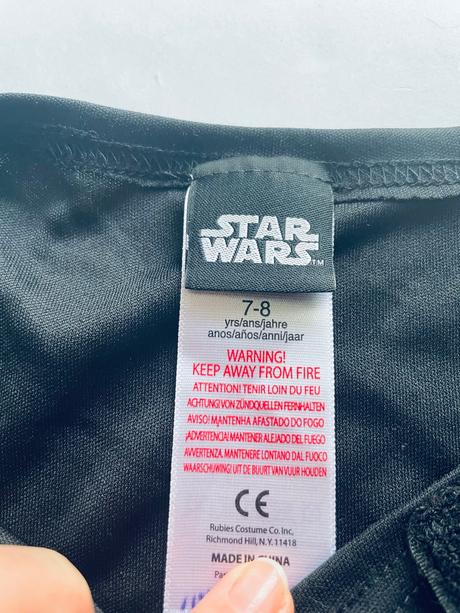 STAR
WARS™
7-8
yrs/ans/jahre
anos/años/anni/jaar
WARNING!
KEEP AWAY FROM FIRE
ATTENTION! TENIR LOIN DU FEU
ACHTUNG! VON ZÜNDQUELLEN FERNHALTEN
AVISO! MANTENHA AFASTADO DO FOGO
¡ADVERTENCIA! MANTENER ALEJADO DEL FUEGO
AVVERTENZA. MANTENERE LONTANO DAL FUOCO
WAARSCHUWING! UIT DE BUURT VAN VUUR HOUDEN
CE
Rubies Costume Co. Inc,
Richmond Hill, N.Y. 11418
MADE IN CHINA